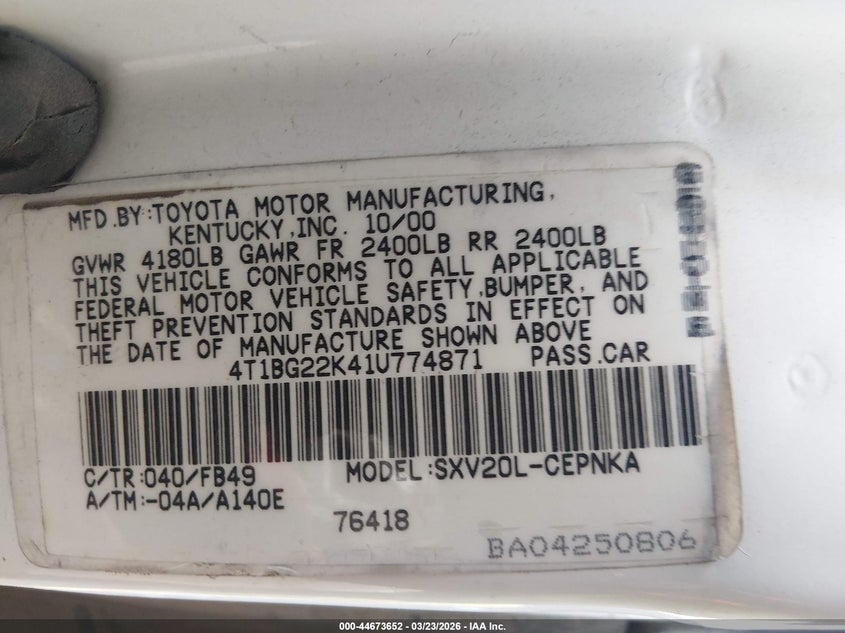 MFD.BY:TOYOTA MOTOR MANUFACTURING,
KENTUCKY,INC. 10/00
GVWR 4180LB GAWR FR 2400LB RR 2400LB
THIS VEHICLE CONFORMS TO ALL APPLICABLE
FEDERAL MOTOR VEHICLE SAFETY,BUMPER, AND
THEFT PREVENTION STANDARDS IN EFFECT ON
THE DATE OF MANUFACTURE SHOWN ABOVE
4T1BG22K41U774871 PASS.CAR
C/TR:040/FB49 MODEL:SXV20L-CEPNKA
A/TM:-04A/A140E
76418
BA04250806
000-44673652 | 03/23/2026 | IAA Inc.